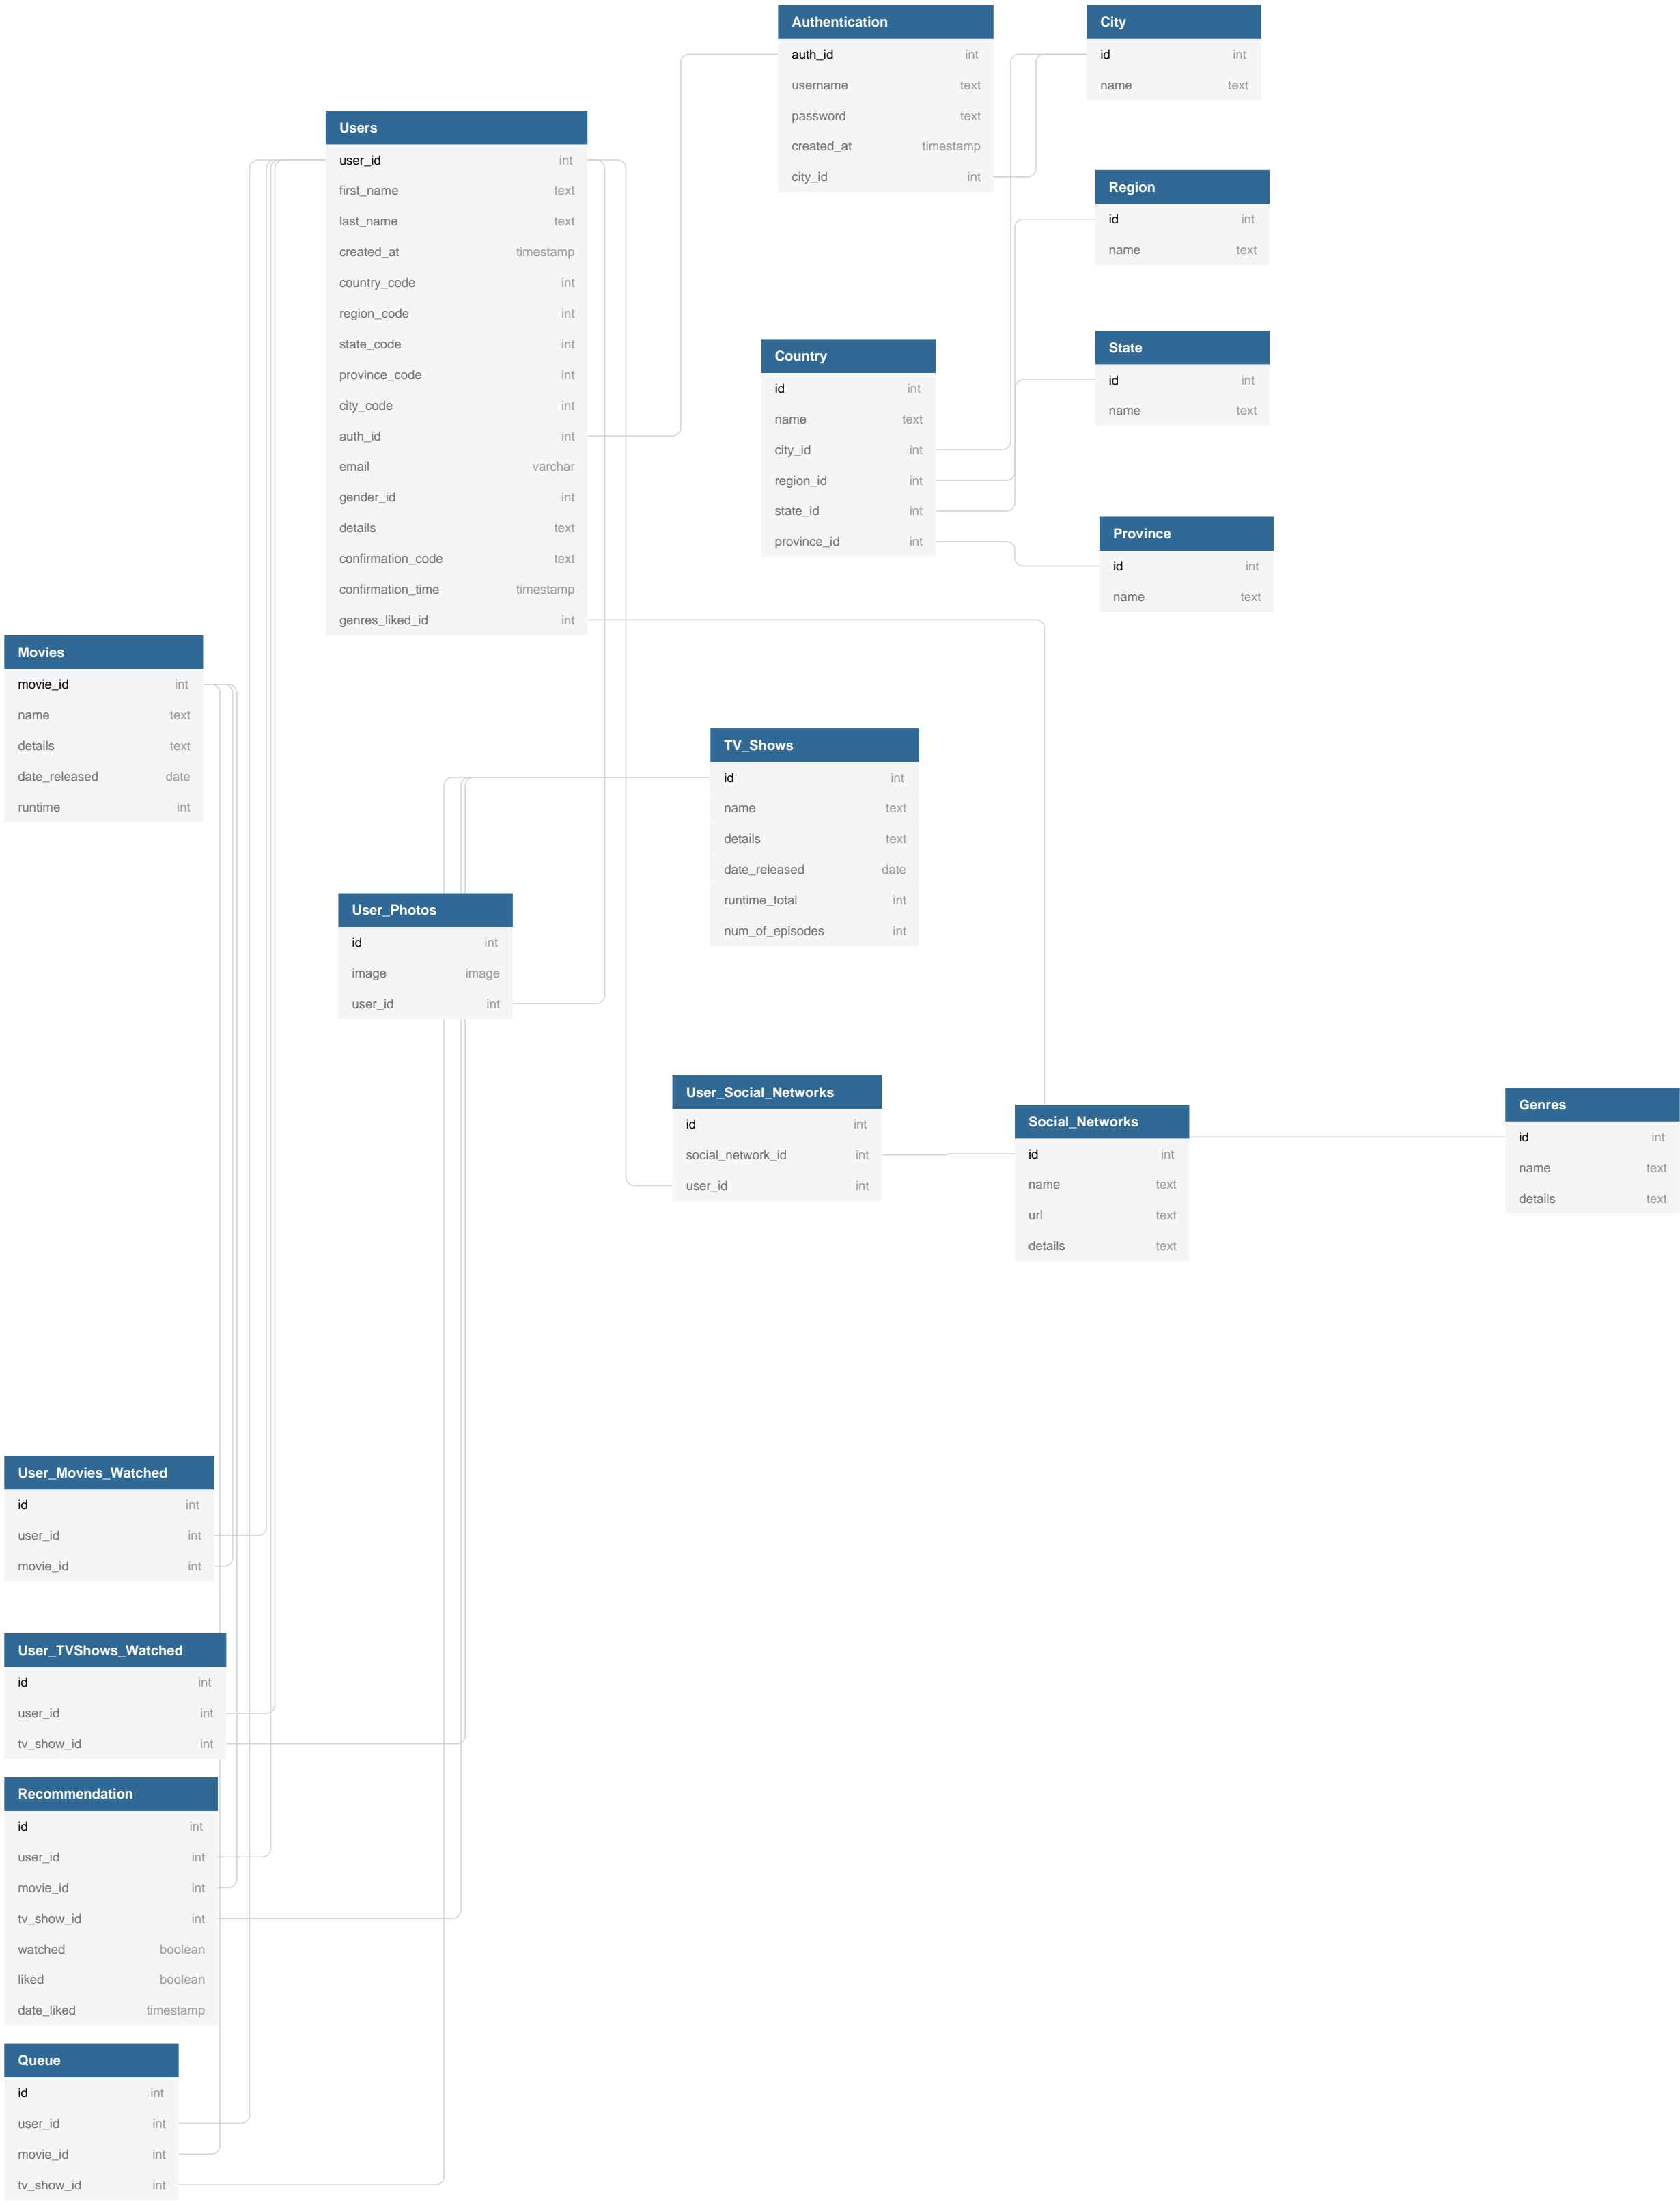 Authentication
auth_id int
username text
password text
created_at timestamp
city_id int
City
id int
name text
Users
user_id int
first_name text
last_name text
created_at timestamp
country_code int
region_code int
state_code int
province_code int
city_code int
auth_id int
email varchar
gender_id int
details text
confirmation_code text
confirmation_time timestamp
genres_liked_id int
Region
id int
name text
Country
id int
name text
city_id int
region_id int
state_id int
province_id int
State
id int
name text
Province
id int
name text
Movies
movie_id int
name text
details text
date_released date
runtime int
TV_Shows
id int
name text
details text
date_released date
runtime_total int
num_of_episodes int
User_Photos
id int
image image
user_id int
User_Social_Networks
id int
social_network_id int
user_id int
Social_Networks
id int
name text
url text
details text
Genres
id int
name text
details text
User_Movies_Watched
id int
user_id int
movie_id int
User_TVShows_Watched
id int
user_id int
tv_show_id int
Recommendation
id int
user_id int
movie_id int
tv_show_id int
watched boolean
liked boolean
date_liked timestamp
Queue
id int
user_id int
movie_id int
tv_show_id int